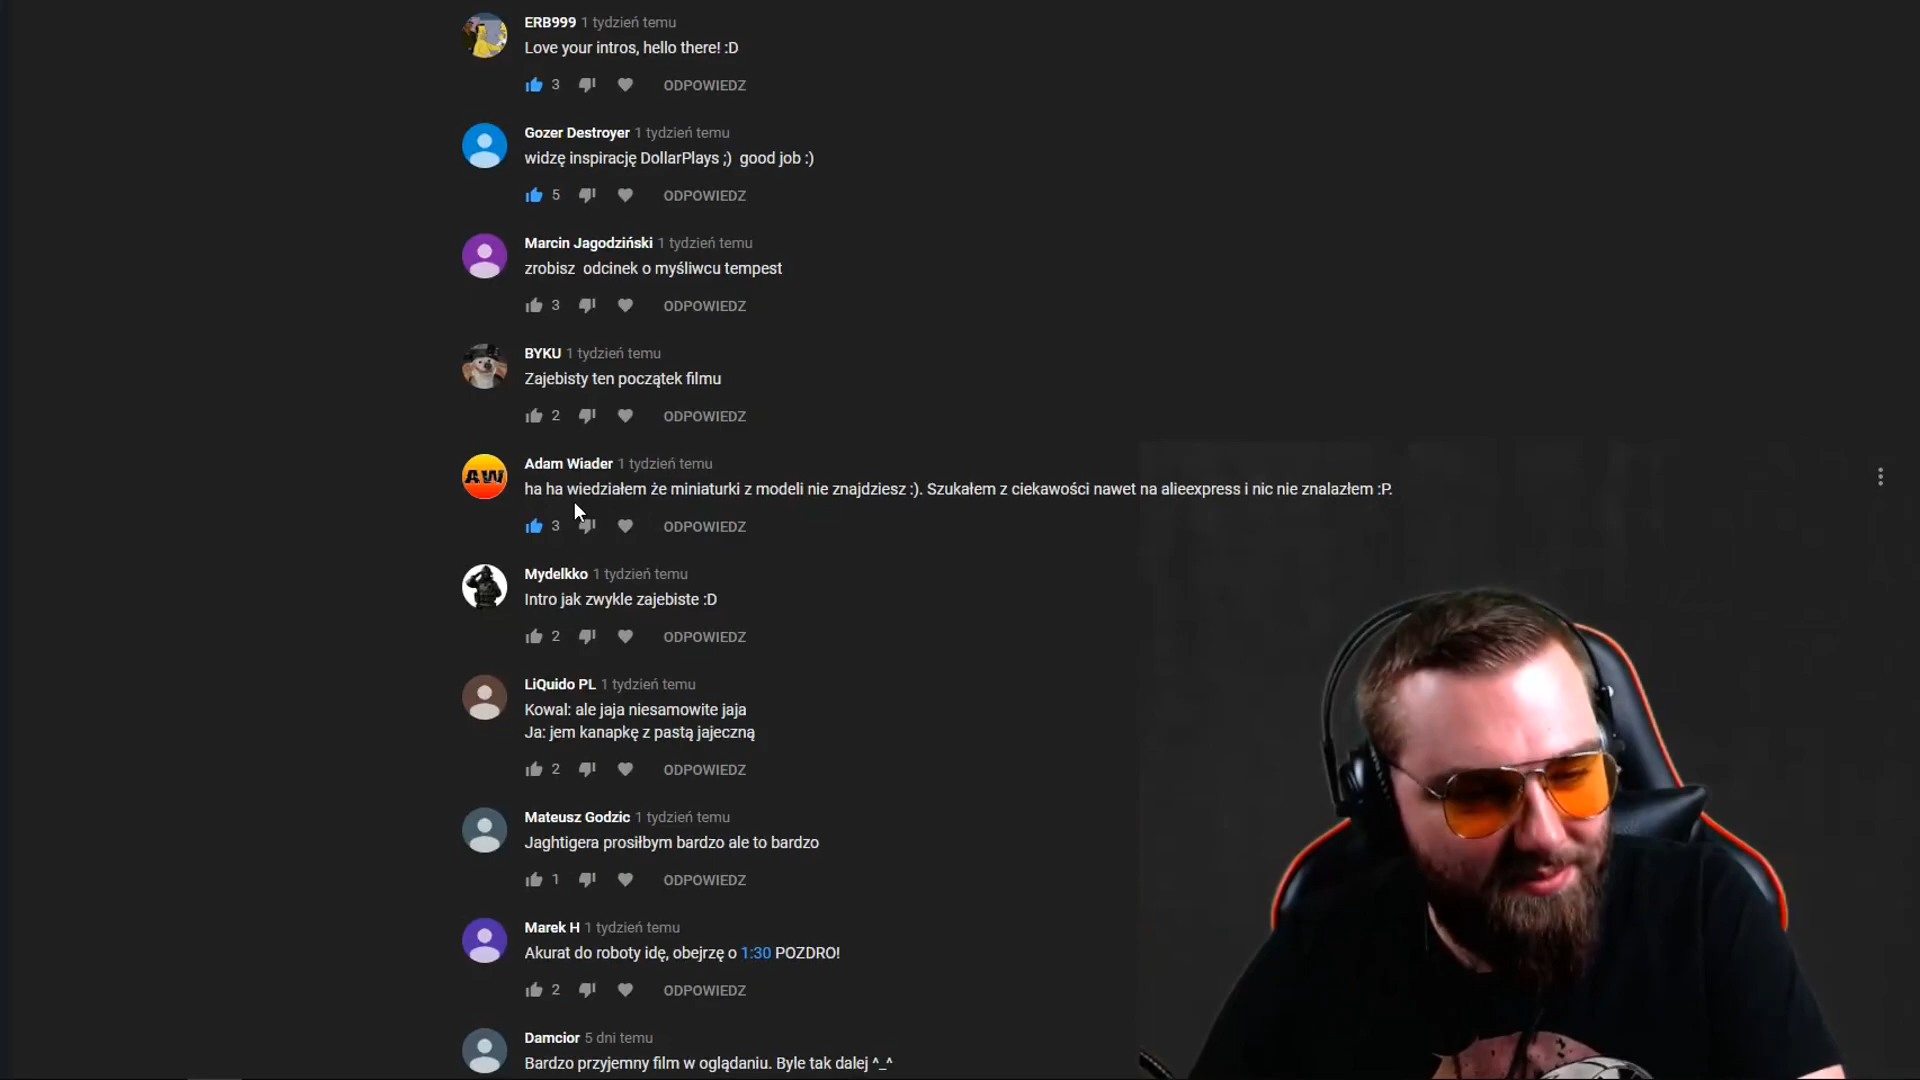 ERB999 1 tydzień temu
Love your intros, hello there! :D
3 ODPOWIEDZ
Gozer Destroyer 1 tydzień temu
widzę inspirację DollarPlays ;) good job :)
5 ODPOWIEDZ
Marcin Jagodziński 1 tydzień temu
zrobisz odcinek o myśliwcu tempest
3 ODPOWIEDZ
BYKU 1 tydzień temu
Zajebisty ten początek filmu
2 ODPOWIEDZ
AW
Adam Wiader 1 tydzień temu
ha ha wiedziałem że miniaturki z modeli nie znajdziesz :). Szukałem z ciekawości nawet na alieexpress i nic nie znalazłem :P.
3 ODPOWIEDZ
Mydelkko 1 tydzień temu
Intro jak zwykle zajebiste :D
2 ODPOWIEDZ
LiQuido PL 1 tydzień temu
Kowal: ale jaja niesamowite jaja
Ja: jem kanapkę z pastą jajeczną
2 ODPOWIEDZ
Mateusz Godzic 1 tydzień temu
Jaghtigera prosiłbym bardzo ale to bardzo
1 ODPOWIEDZ
Marek H 1 tydzień temu
Akurat do roboty idę, obejrzę o 1:30 POZDRO!
2 ODPOWIEDZ
Damcior 5 dni temu
Bardzo przyjemny film w oglądaniu. Byle tak dalej ^_^